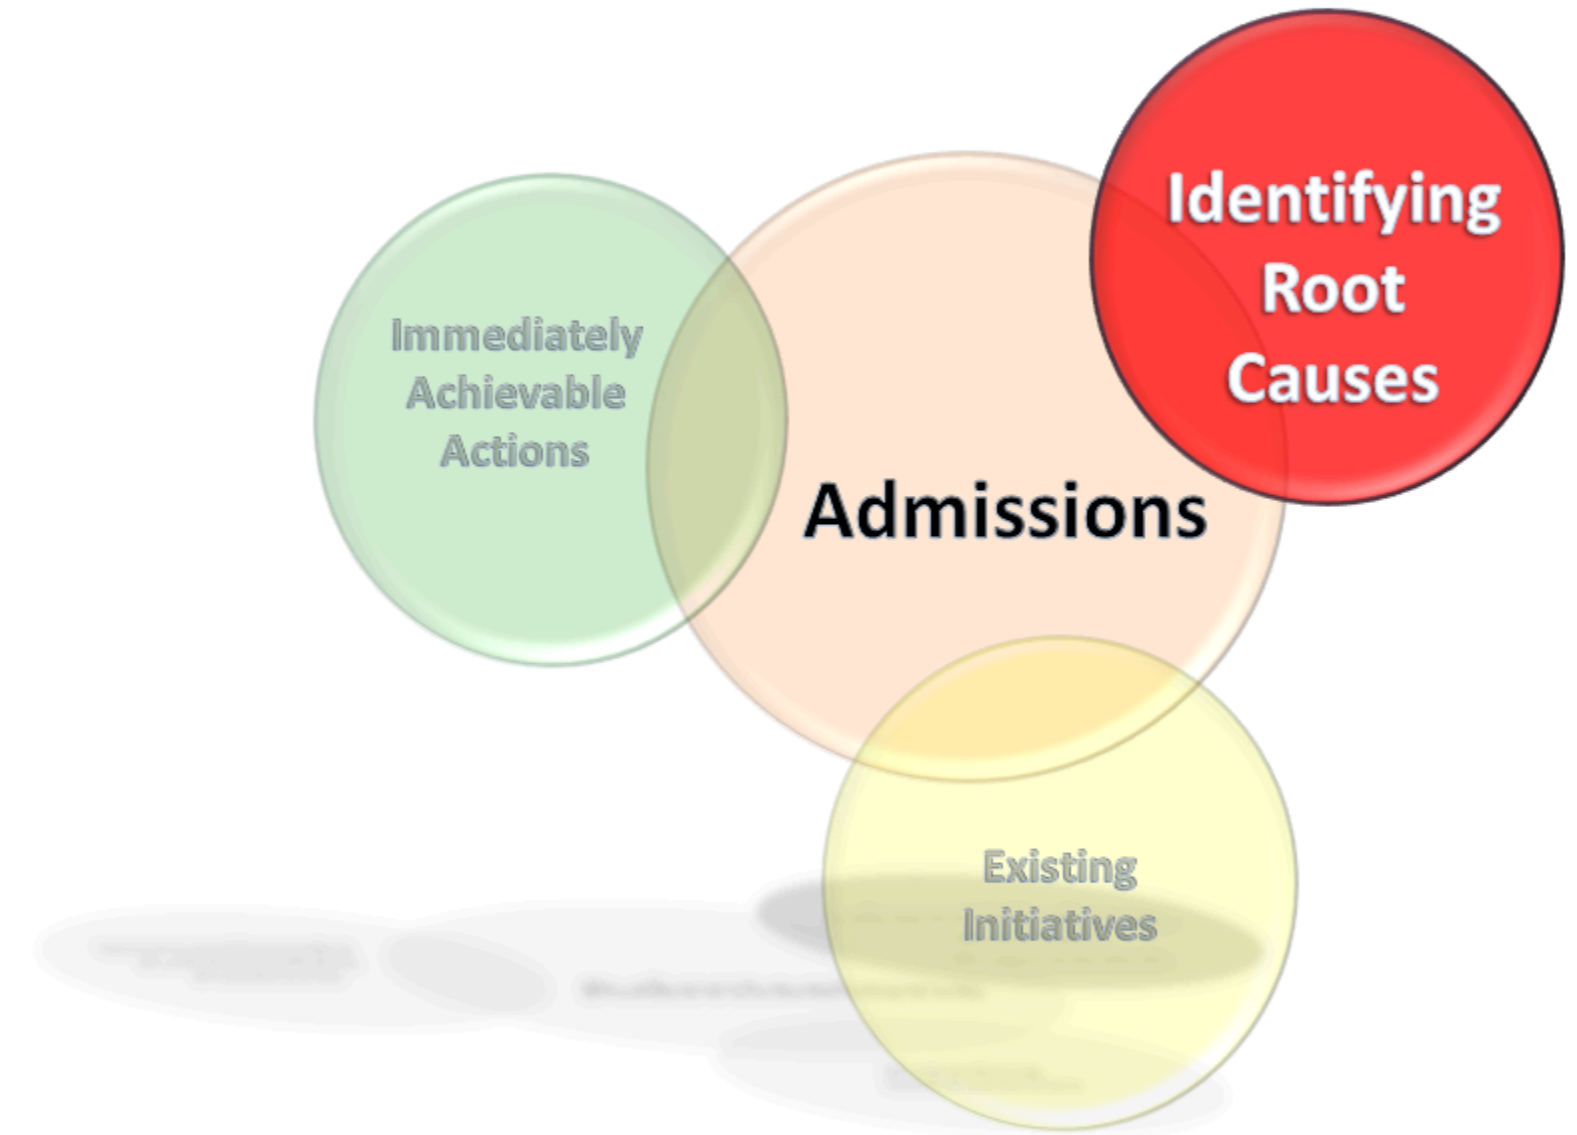 Identifying
Root
Causes
Immediately
Achievable
Actions
Admissions
Existing
Initiatives